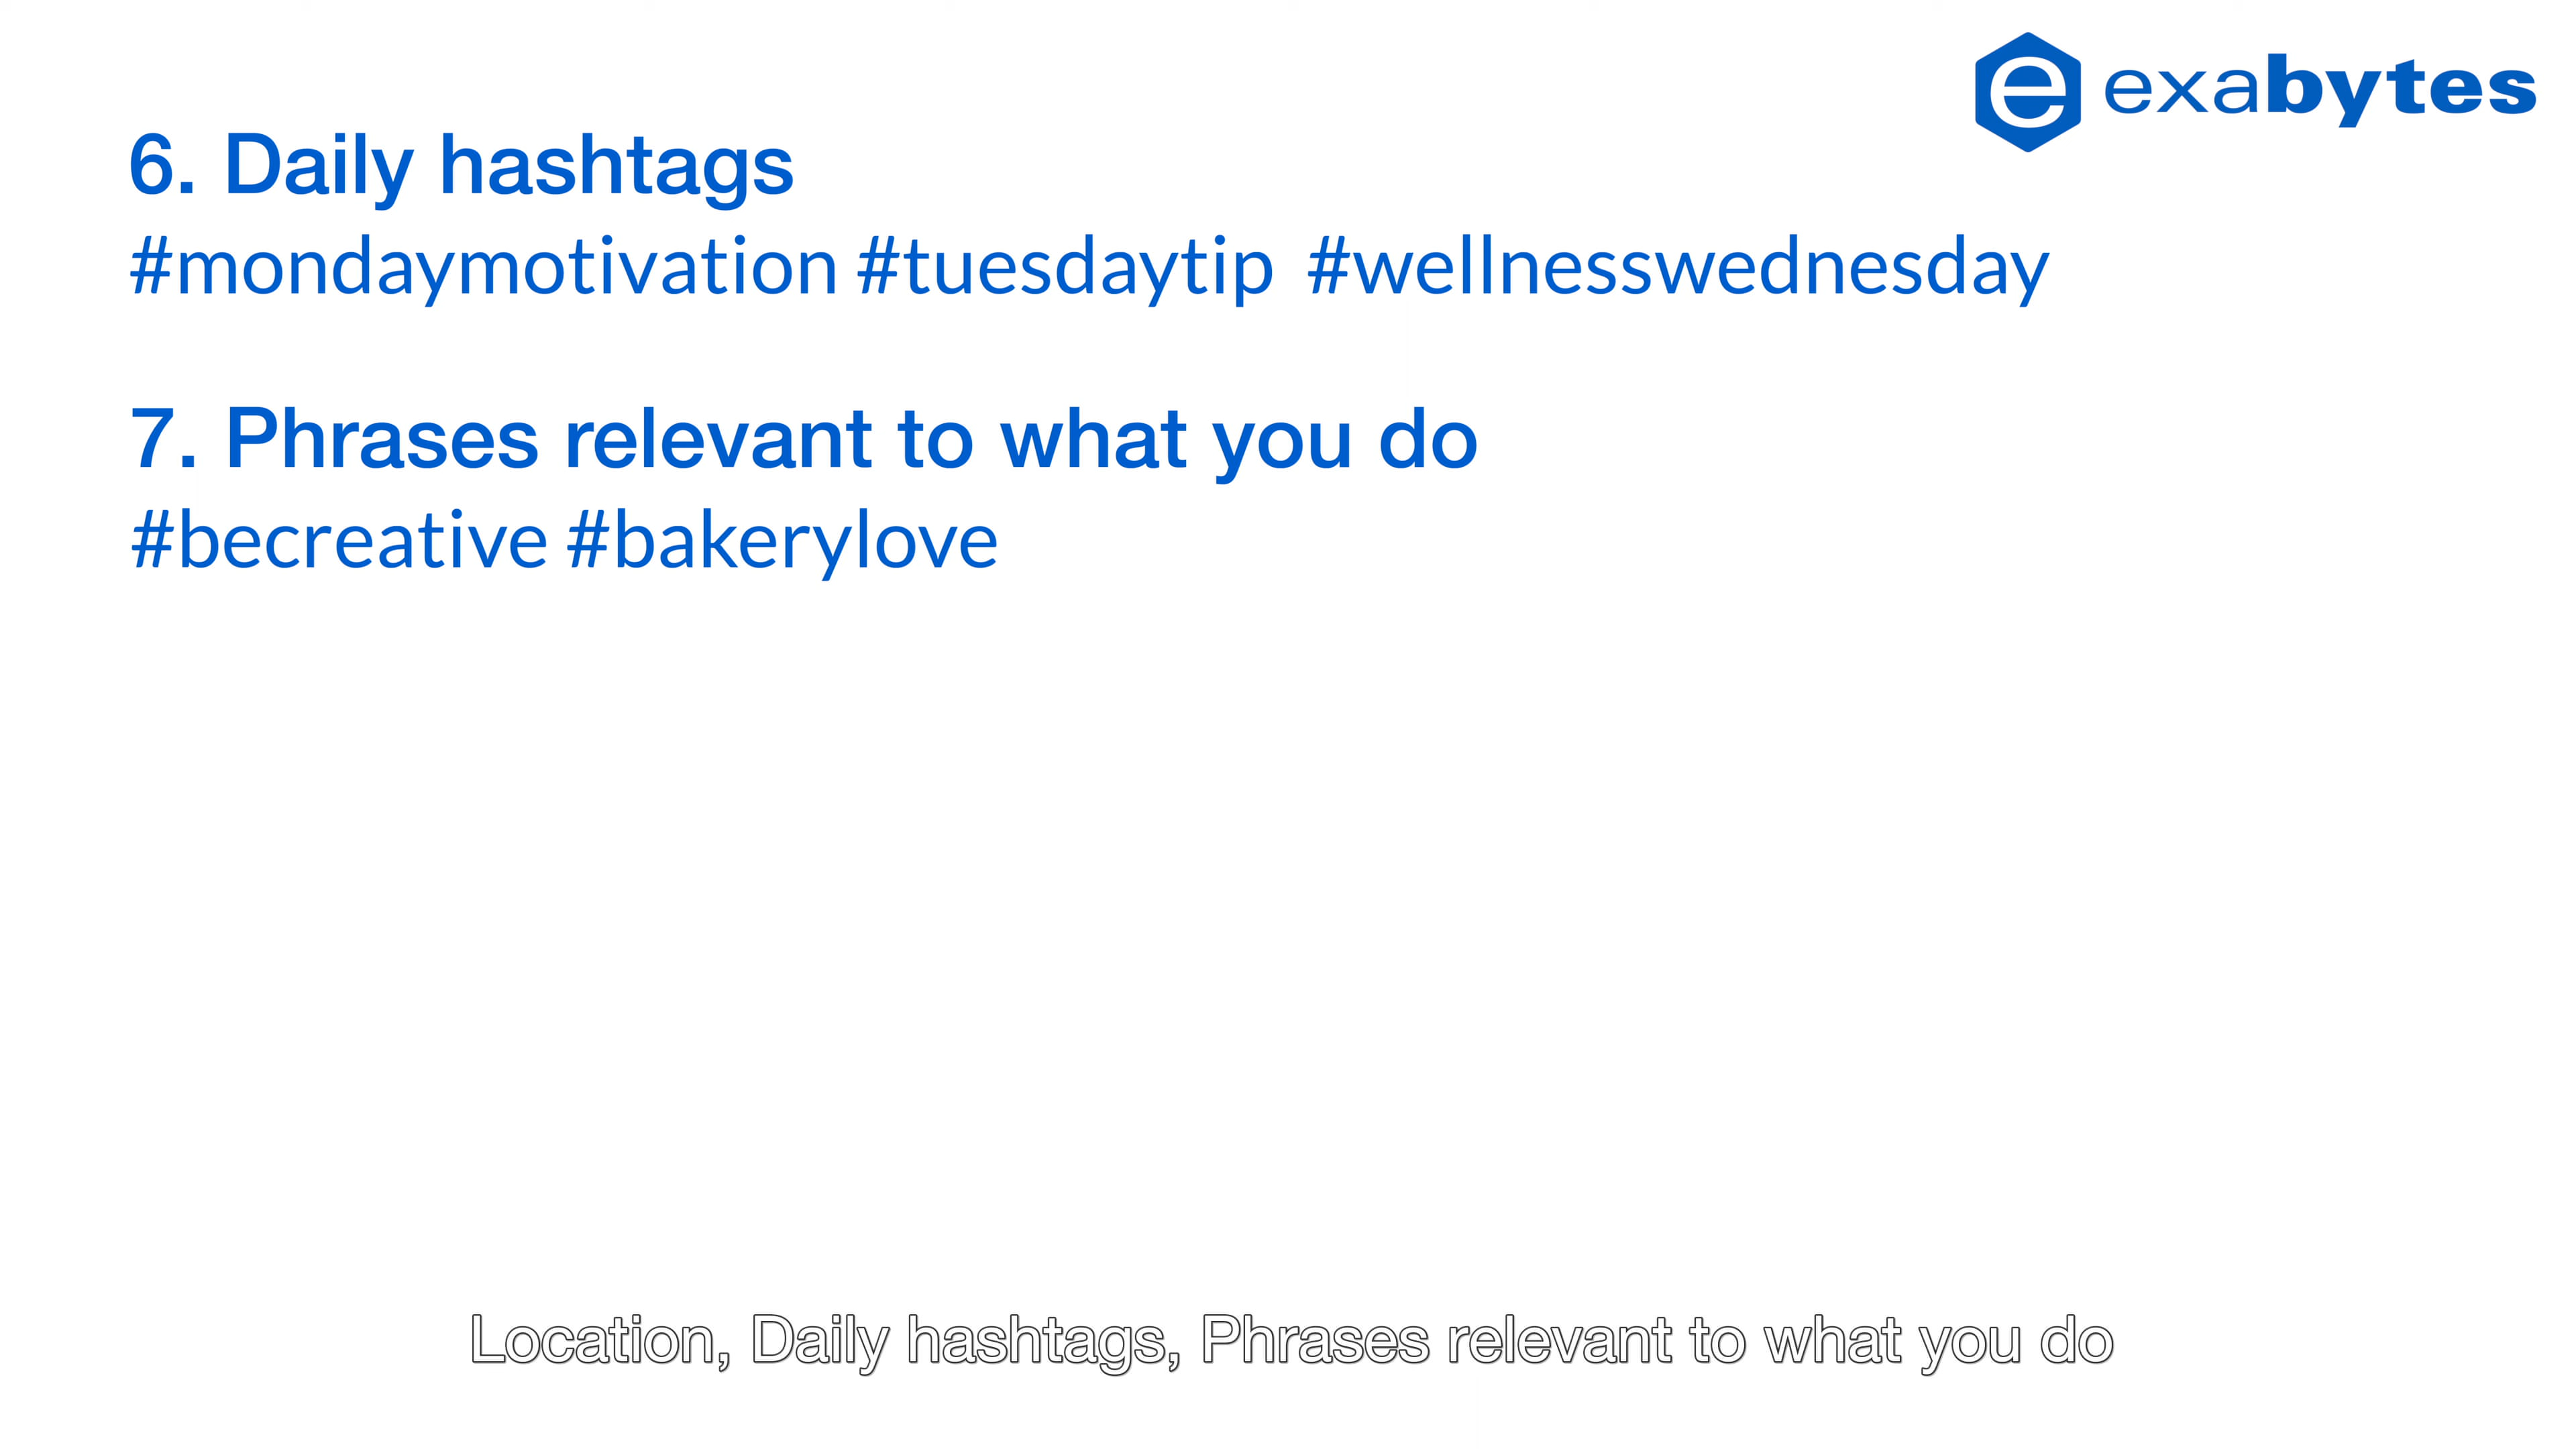 exabytes
6. Daily hashtags
#mondaymotivation #tuesdaytip #wellnesswednesday
7. Phrases relevant to what you do
#becreative #bakerylove
Location, Daily hashtags, Phrases relevant to what you do